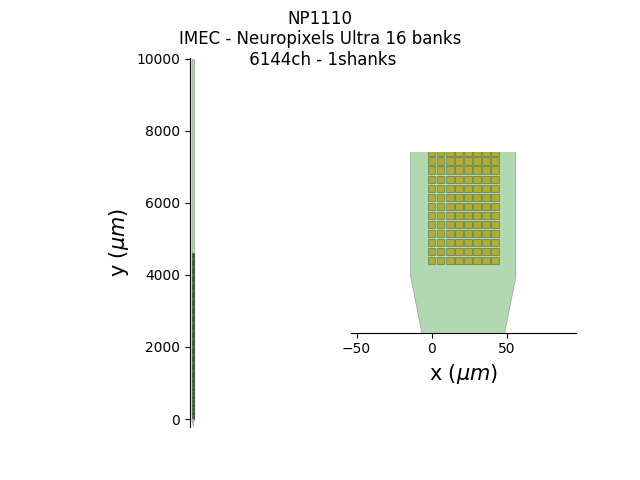 NP1110
IMEC - Neuropixels Ultra 16 banks
6144ch - 1shanks
10000
8000
6000
4000
2000
0
y (μm)
−50
0
50
x (μm)